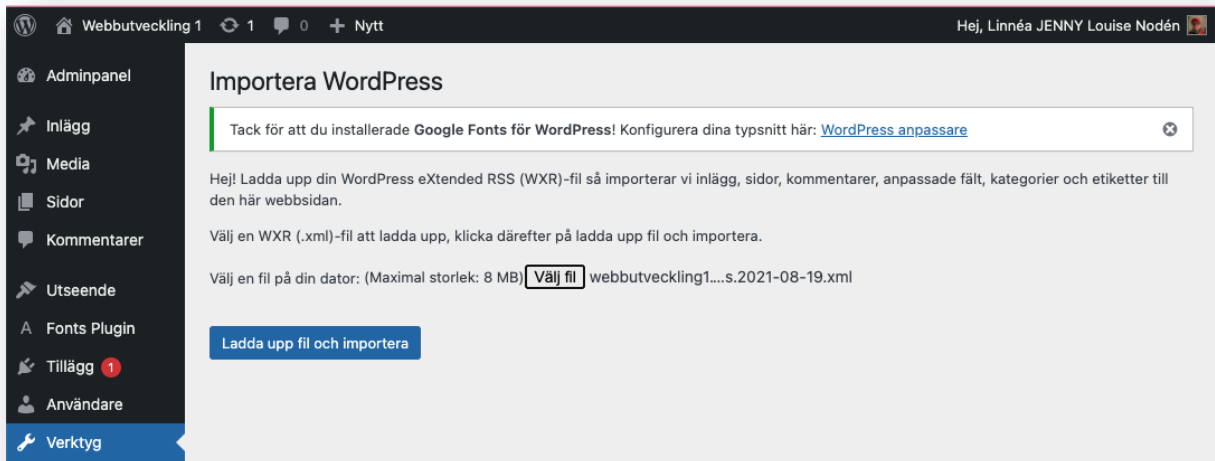 Webbutveckling 1 1 0 + Nytt Hej, Linnéa JENNY Louise Nodén
Adminpanel
Inlägg
Media
Sidor
Kommentarer
Utseende
Fonts Plugin
Tillägg 1
Användare
Verktyg
Importera WordPress
Tack för att du installerade Google Fonts för WordPress! Konfigurera dina typsnitt här: WordPress anpassare
Hej! Ladda upp din WordPress eXtended RSS (WXR)-fil så importerar vi inlägg, sidor, kommentarer, anpassade fält, kategorier och etiketter till
den här webbsidan.
Välj en WXR (.xml)-fil att ladda upp, klicka därefter på ladda upp fil och importera.
Välj en fil på din dator: (Maximal storlek: 8 MB) Välj fil webbutveckling1....s.2021-08-19.xml
Ladda upp fil och importera